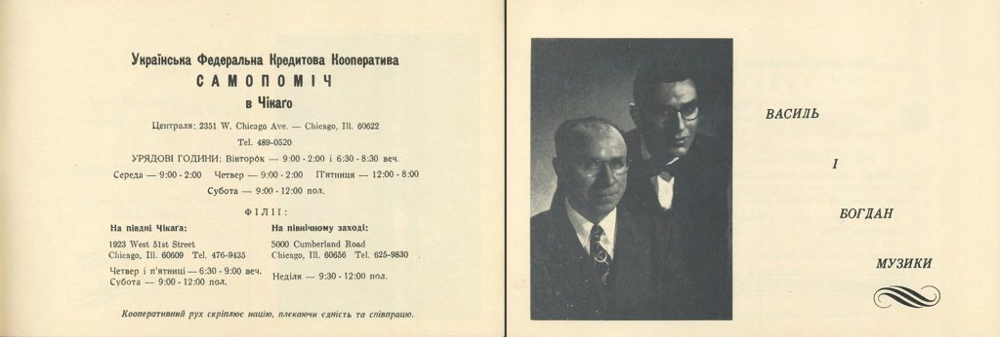 Українська Федеральна Кредитова Кооператива
САМОПОМІЧ
в Чікаґо
Централя: 2351 W. Chicago Ave. — Chicago, Ill. 60622
Tel. 489-0520
УРЯДОВІ ГОДИНИ: Вівторок — 9:00 - 2:00 і 6:30 - 8:30 веч.
Середа — 9:00 - 2:00 Четвер — 9:00 - 2:00 П'ятниця — 12:00 - 8:00
Субота — 9:00 - 12:00 пол.
ФІЛІЇ:
На півдні Чікаґа:
1923 West 51st Street
Chicago, Ill. 60609 Tel. 476-9435
Четвер і п'ятниці — 6:30 - 9:00 веч.
Субота — 9:00 - 12:00 пол.
На північному заході:
5000 Cumberland Road
Chicago, Ill. 60656 Tel. 625-9830
Неділя — 9:30 - 12:00 пол.
Кооперативний рух скріплює націю, плекаючи єдність та співпрацю.
ВАСИЛЬ
І
БОГДАН
МУЗИКИ